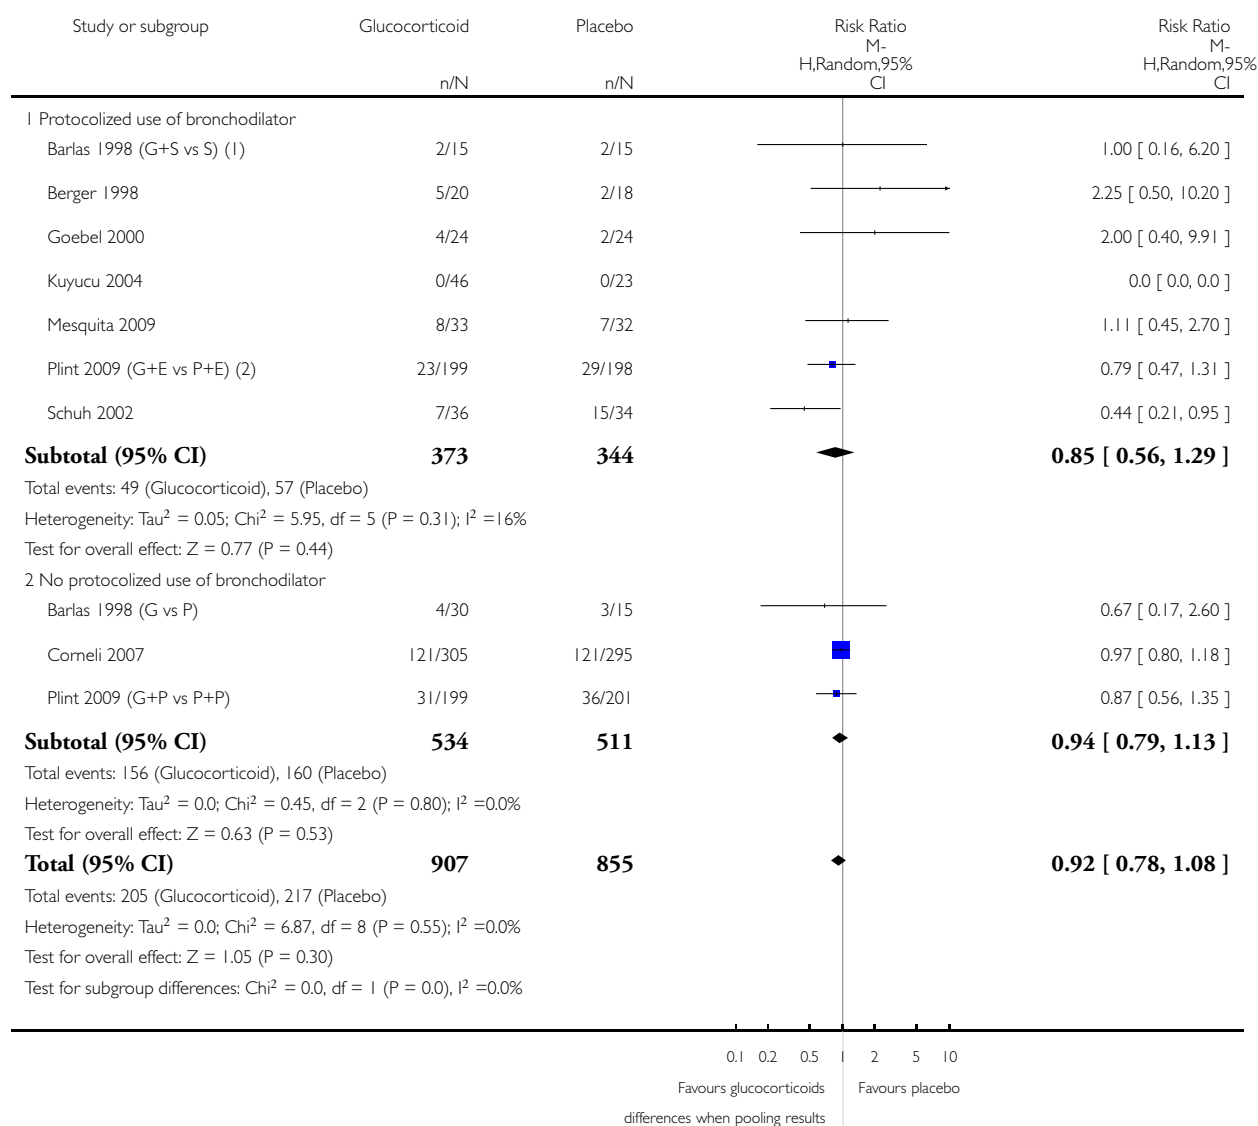 Study or subgroup Glucocorticoid Placebo Risk Ratio Risk Ratio
M- M-
H,Random,95% H,Random,95%
n/N n/N CI CI
1 Protocolized use of bronchodilator
Barlas 1998 (G+S vs S) (1) 2/15 2/15 1.00 [ 0.16, 6.20 ]
Berger 1998 5/20 2/18 2.25 [ 0.50, 10.20 ]
Goebel 2000 4/24 2/24 2.00 [ 0.40, 9.91 ]
Kuyucu 2004 0/46 0/23 0.0 [ 0.0, 0.0 ]
Mesquita 2009 8/33 7/32 1.11 [ 0.45, 2.70 ]
Plint 2009 (G+E vs P+E) (2) 23/199 29/198 0.79 [ 0.47, 1.31 ]
Schuh 2002 7/36 15/34 0.44 [ 0.21, 0.95 ]
Subtotal (95% CI) 373 344 0.85 [ 0.56, 1.29 ]
Total events: 49 (Glucocorticoid), 57 (Placebo)
Heterogeneity: Tau² = 0.05; Chi² = 5.95, df = 5 (P = 0.31); I² =16%
Test for overall effect: Z = 0.77 (P = 0.44)
2 No protocolized use of bronchodilator
Barlas 1998 (G vs P) 4/30 3/15 0.67 [ 0.17, 2.60 ]
Corneli 2007 121/305 121/295 0.97 [ 0.80, 1.18 ]
Plint 2009 (G+P vs P+P) 31/199 36/201 0.87 [ 0.56, 1.35 ]
Subtotal (95% CI) 534 511 0.94 [ 0.79, 1.13 ]
Total events: 156 (Glucocorticoid), 160 (Placebo)
Heterogeneity: Tau² = 0.0; Chi² = 0.45, df = 2 (P = 0.80); I² =0.0%
Test for overall effect: Z = 0.63 (P = 0.53)
Total (95% CI) 907 855 0.92 [ 0.78, 1.08 ]
Total events: 205 (Glucocorticoid), 217 (Placebo)
Heterogeneity: Tau² = 0.0; Chi² = 6.87, df = 8 (P = 0.55); I² =0.0%
Test for overall effect: Z = 1.05 (P = 0.30)
Test for subgroup differences: Chi² = 0.0, df = 1 (P = 0.0), I² =0.0%
0.1 0.2 0.5 1 2 5 10
Favours glucocorticoids Favours placebo
differences when pooling results